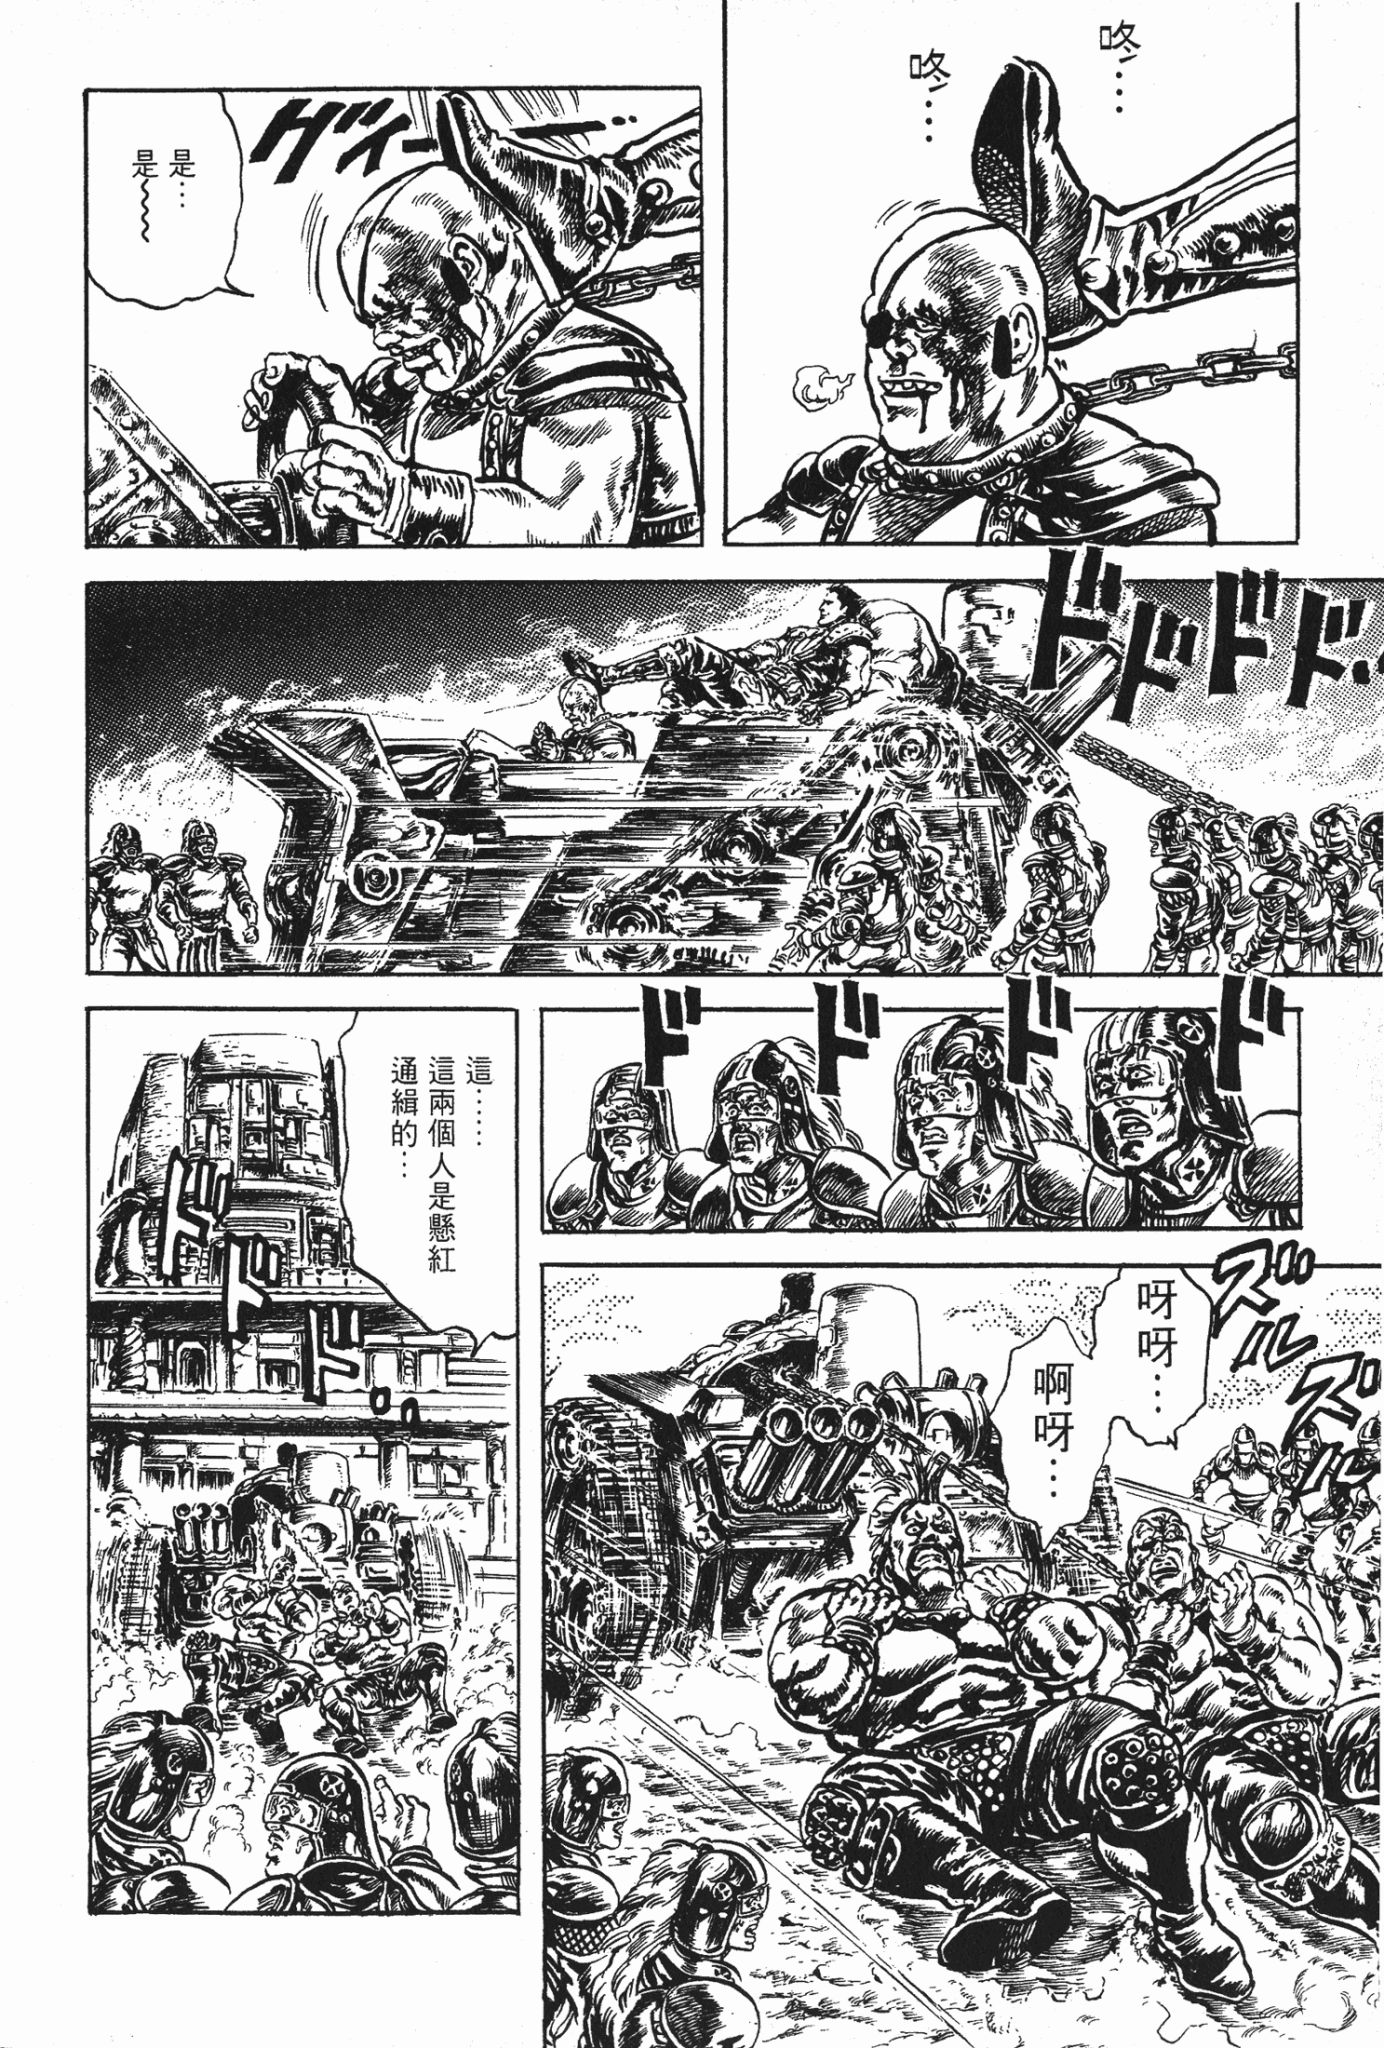 咚……
咚……
グイー
是…
是～～
ドドドド…
ドドドド
ズルズル
呀呀…
啊呀…
這……
這兩個人是懸紅
通緝的…
ドドド…